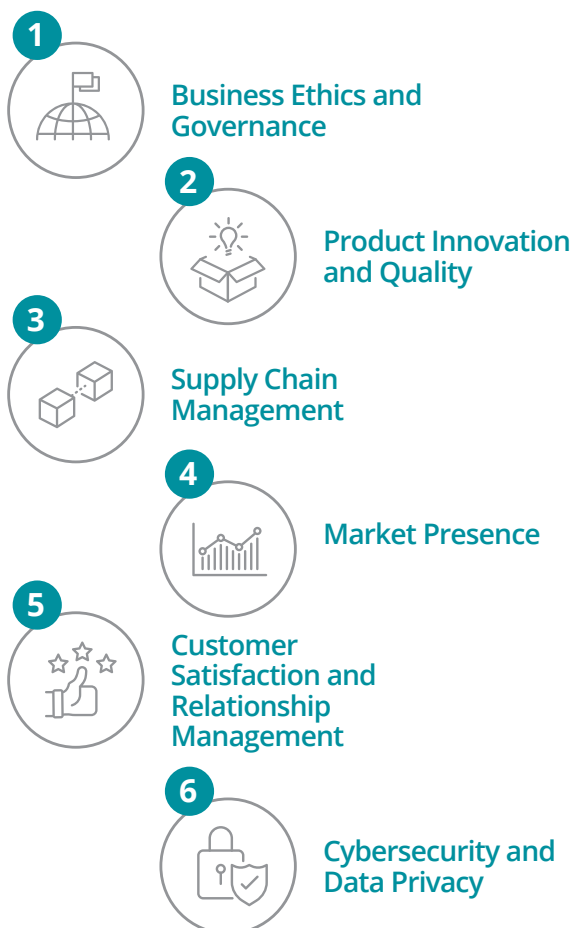 1
Business Ethics and
Governance
2
Product Innovation
and Quality
3
Supply Chain
Management
4
Market Presence
5
Customer
Satisfaction and
Relationship
Management
6
Cybersecurity and
Data Privacy